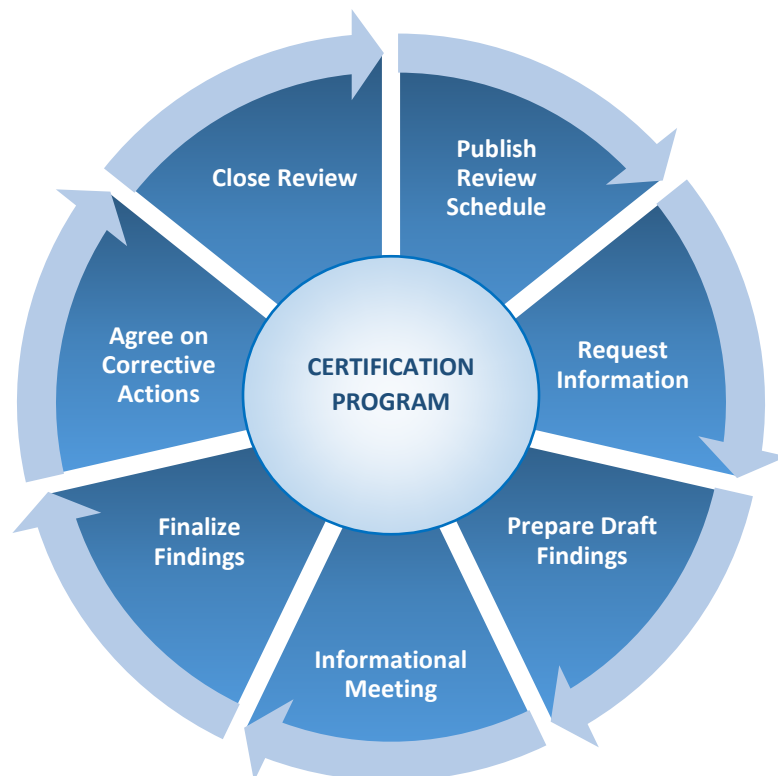 Close Review
Publish
Review
Schedule
Agree on
Corrective
Actions
CERTIFICATION
PROGRAM
Request
Information
Finalize
Findings
Prepare Draft
Findings
Informational
Meeting